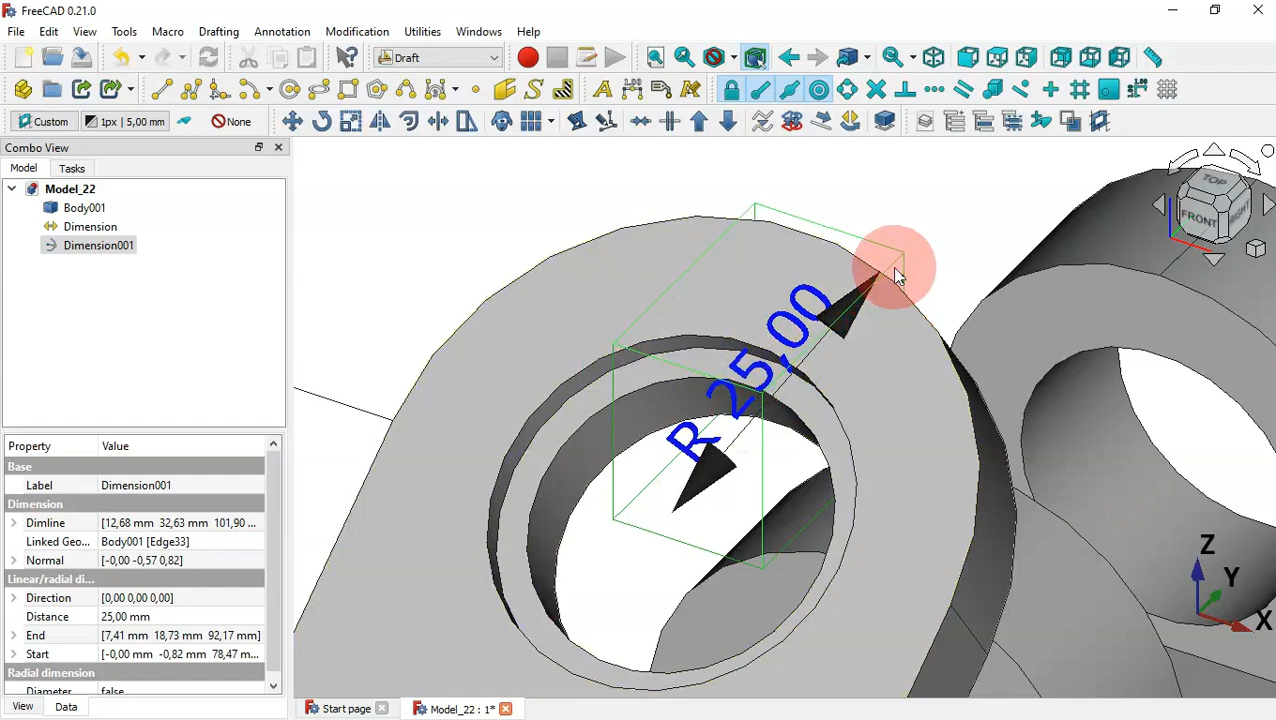 FreeCAD 0.21.0
File Edit View Tools Macro Drafting Annotation Modification Utilities Windows Help
Draft
Custom 1px | 5,00 mm None
Combo View
Model Tasks
Model_22
Body001
Dimension
Dimension001
TOP
FRONT
RIGHT
R 25,00
Property Value
Base
Label Dimension001
Dimension
Dimline [12,68 mm 32,63 mm 101,90 ...
Linked Geo... Body001 [Edge33]
Normal [-0,00 -0,57 0,82]
Linear/radial di...
Direction [0,00 0,00 0,00]
Distance 25,00 mm
End [7,41 mm 18,73 mm 92,17 mm]
Start [-0,00 mm -0,82 mm 78,47 m...
Radial dimension
Diameter false
Z
Y
X
View Data
Start page Model_22 : 1*